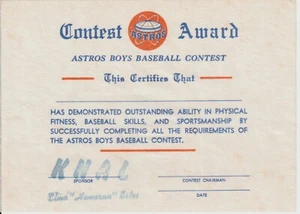 Contest Award
ASTROS
ASTROS BOYS BASEBALL CONTEST
This Certifies That
HAS DEMONSTRATED OUTSTANDING ABILITY IN PHYSICAL
FITNESS, BASEBALL SKILLS, AND SPORTSMANSHIP BY
SUCCESSFULLY COMPLETING ALL THE REQUIREMENTS OF
THE ASTROS BOYS BASEBALL CONTEST.
SPONSOR
CONTEST CHAIRMAN
DATE